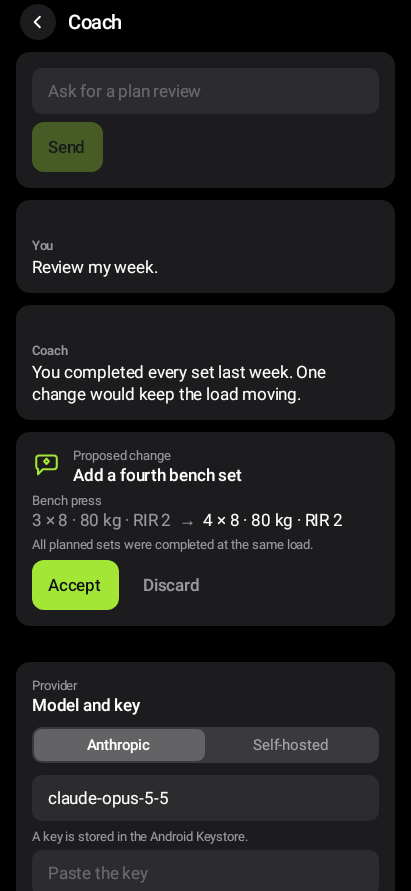 Coach
Ask for a plan review
Send
You
Review my week.
Coach
You completed every set last week. One
change would keep the load moving.
Proposed change
Add a fourth bench set
Bench press
3 × 8 · 80 kg · RIR 2 → 4 × 8 · 80 kg · RIR 2
All planned sets were completed at the same load.
Accept
Discard
Provider
Model and key
Anthropic
Self-hosted
claude-opus-5-5
A key is stored in the Android Keystore.
Paste the key